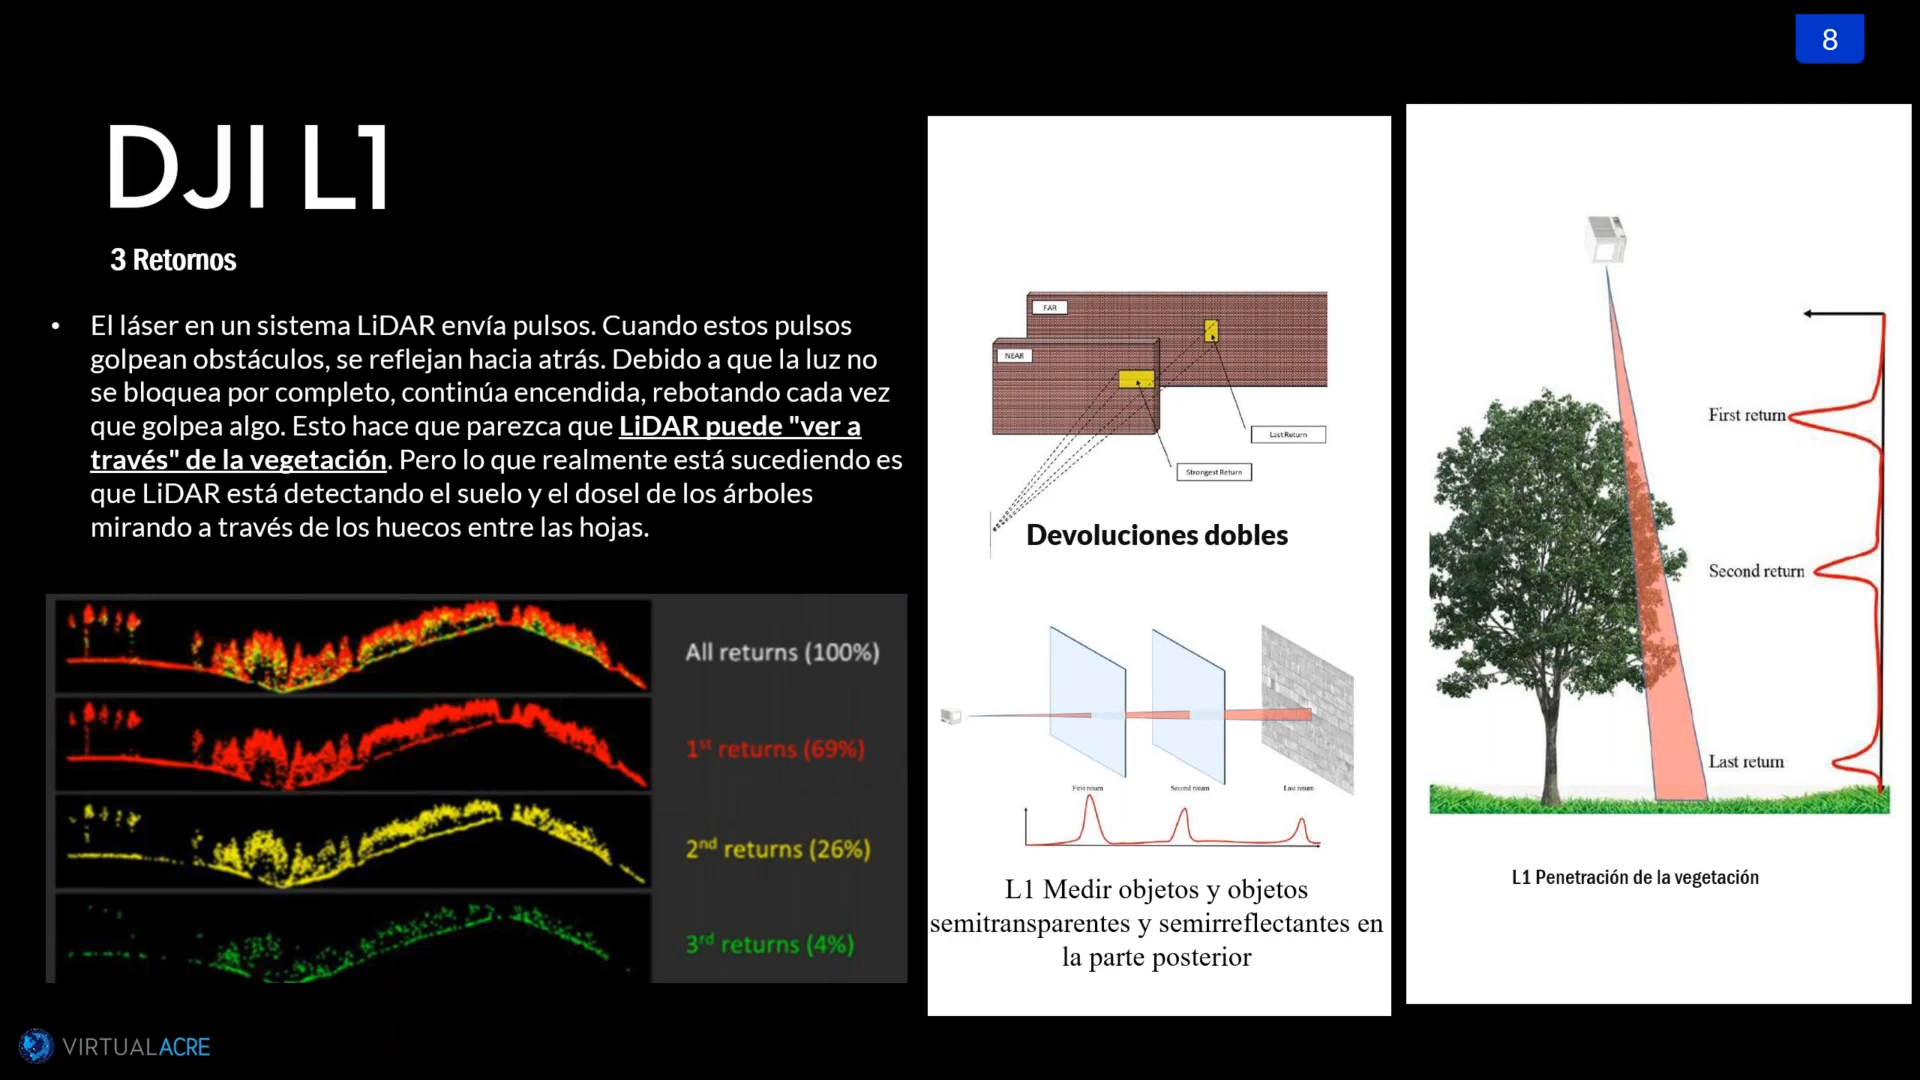 8
DJI L1
3 Retornos
• El láser en un sistema LiDAR envía pulsos. Cuando estos pulsos
golpean obstáculos, se reflejan hacia atrás. Debido a que la luz no
se bloquea por completo, continúa encendida, rebotando cada vez
que golpea algo. Esto hace que parezca que LiDAR puede "ver a
través" de la vegetación. Pero lo que realmente está sucediendo es
que LiDAR está detectando el suelo y el dosel de los árboles
mirando a través de los huecos entre las hojas.
All returns (100%)
1st returns (69%)
2nd returns (26%)
3rd returns (4%)
FAR
NEAR
Last Return
Strongest Return
Devoluciones dobles
First return
Second return
Last return
L1 Medir objetos y objetos
semitransparentes y semirreflectantes en
la parte posterior
First return
Second return
Last return
L1 Penetración de la vegetación
VIRTUALACRE